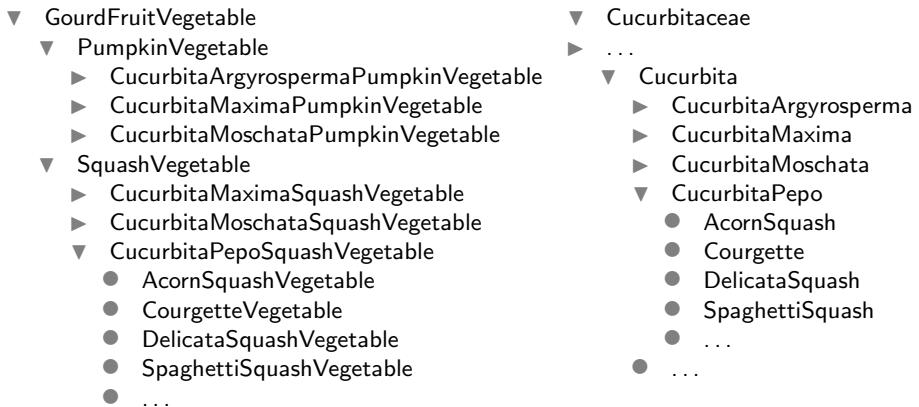 GourdFruitVegetable
PumpkinVegetable
CucurbitaArgyrospermaPumpkinVegetable
CucurbitaMaximaPumpkinVegetable
CucurbitaMoschataPumpkinVegetable
SquashVegetable
CucurbitaMaximaSquashVegetable
CucurbitaMoschataSquashVegetable
CucurbitaPepoSquashVegetable
AcornSquashVegetable
CourgetteVegetable
DelicataSquashVegetable
SpaghettiSquashVegetable
...
Cucurbitaceae
...
Cucurbita
CucurbitaArgyrosperma
CucurbitaMaxima
CucurbitaMoschata
CucurbitaPepo
AcornSquash
Courgette
DelicataSquash
SpaghettiSquash
...
...